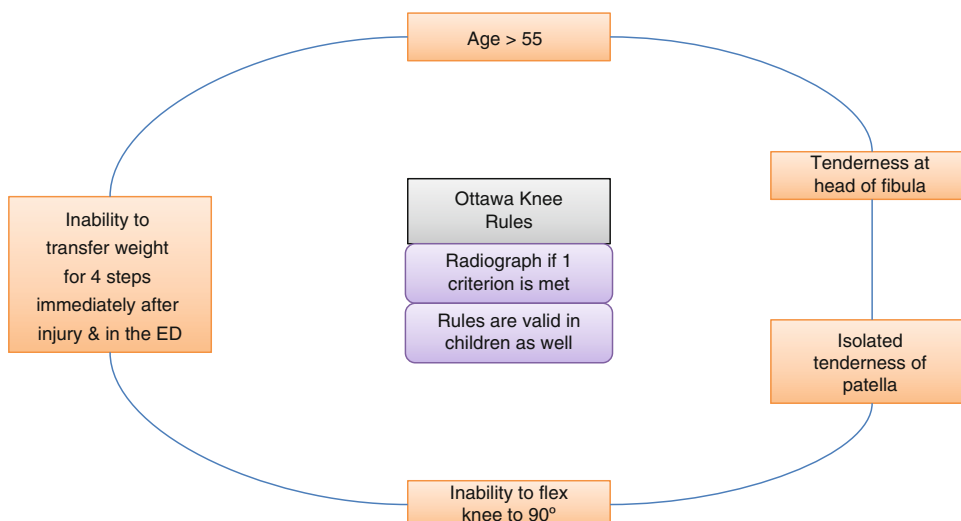 Age > 55
Tenderness at
head of fibula
Ottawa Knee
Rules
Inability to
transfer weight
for 4 steps
immediately after
injury & in the ED
Radiograph if 1
criterion is met
Rules are valid in
children as well
Isolated
tenderness of
patella
Inability to flex
knee to 90º